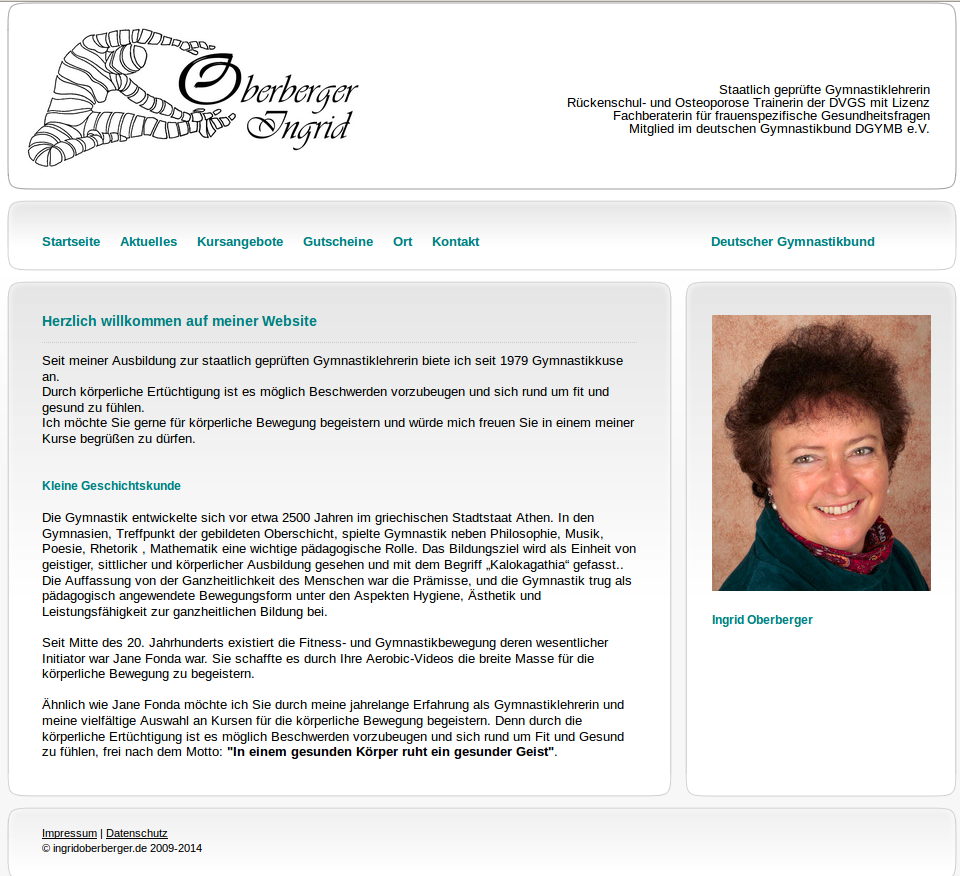 Oberberger
Ingrid
Staatlich geprüfte Gymnastiklehrerin
Rückenschul- und Osteoporose Trainerin der DVGS mit Lizenz
Fachberaterin für frauenspezifische Gesundheitsfragen
Mitglied im deutschen Gymnastikbund DGYMB e.V.
Startseite Aktuelles Kursangebote Gutscheine Ort Kontakt Deutscher Gymnastikbund
Herzlich willkommen auf meiner Website
Seit meiner Ausbildung zur staatlich geprüften Gymnastiklehrerin biete ich seit 1979 Gymnastikkuse
an.
Durch körperliche Ertüchtigung ist es möglich Beschwerden vorzubeugen und sich rund um fit und
gesund zu fühlen.
Ich möchte Sie gerne für körperliche Bewegung begeistern und würde mich freuen Sie in einem meiner
Kurse begrüßen zu dürfen.
Kleine Geschichtskunde
Die Gymnastik entwickelte sich vor etwa 2500 Jahren im griechischen Stadtstaat Athen. In den
Gymnasien, Treffpunkt der gebildeten Oberschicht, spielte Gymnastik neben Philosophie, Musik,
Poesie, Rhetorik , Mathematik eine wichtige pädagogische Rolle. Das Bildungsziel wird als Einheit von
geistiger, sittlicher und körperlicher Ausbildung gesehen und mit dem Begriff „Kalokagathia“ gefasst..
Die Auffassung von der Ganzheitlichkeit des Menschen war die Prämisse, und die Gymnastik trug als
pädagogisch angewendete Bewegungsform unter den Aspekten Hygiene, Ästhetik und
Leistungsfähigkeit zur ganzheitlichen Bildung bei.
Seit Mitte des 20. Jahrhunderts existiert die Fitness- und Gymnastikbewegung deren wesentlicher
Initiator war Jane Fonda war. Sie schaffte es durch Ihre Aerobic-Videos die breite Masse für die
körperliche Bewegung zu begeistern.
Ähnlich wie Jane Fonda möchte ich Sie durch meine jahrelange Erfahrung als Gymnastiklehrerin und
meine vielfältige Auswahl an Kursen für die körperliche Bewegung begeistern. Denn durch die
körperliche Ertüchtigung ist es möglich Beschwerden vorzubeugen und sich rund um Fit und Gesund
zu fühlen, frei nach dem Motto: "In einem gesunden Körper ruht ein gesunder Geist".
Ingrid Oberberger
Impressum | Datenschutz
© ingridoberberger.de 2009-2014